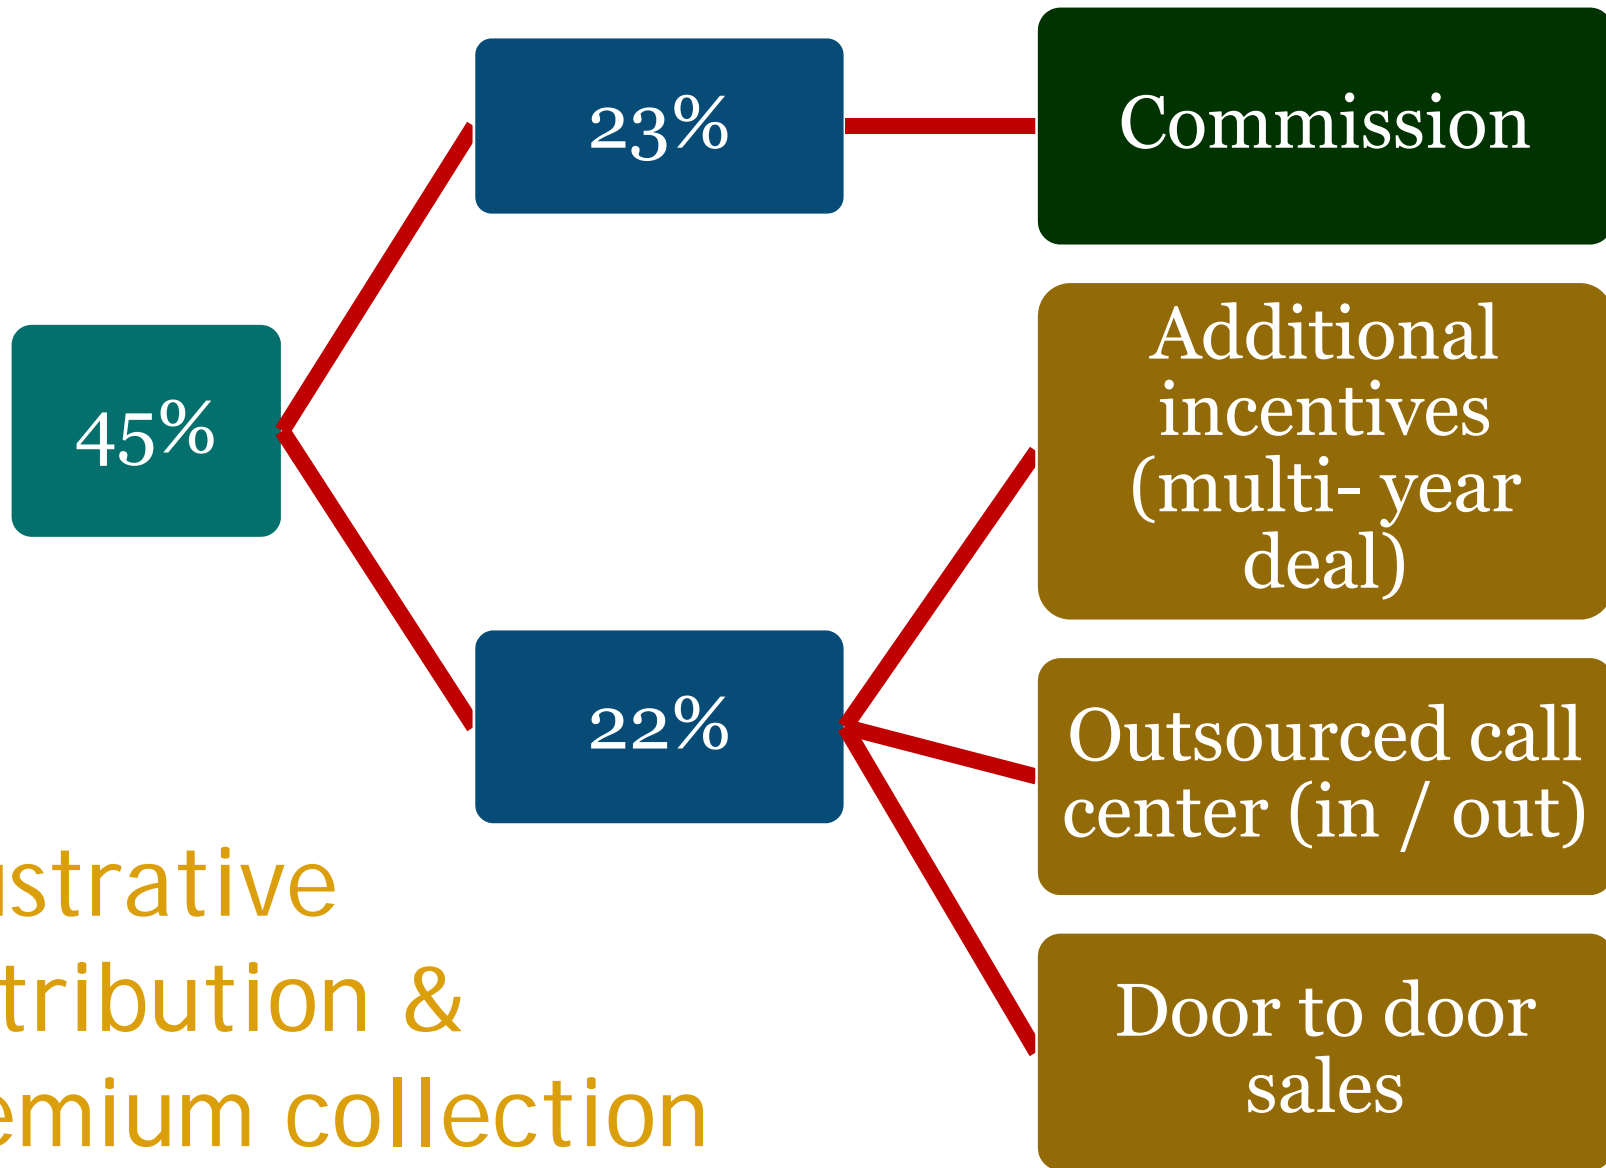 23%
Commission
45%
Additional
incentives
(multi- year
deal)
22%
Outsourced call
center (in / out)
Door to door
sales
ustrative
tribution &
emium collection